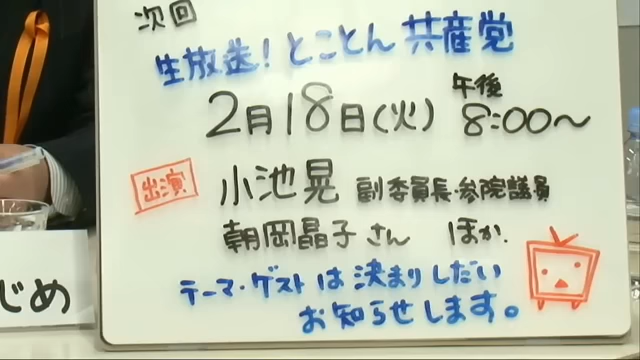 次回
生放送！とことん共産党
2月18日(火) 午後8:00～
出演 小池晃 副委員長・参院議員
朝岡晶子さん ほか.
テーマ・ゲストは決まりしだい
お知らせします。
じめ